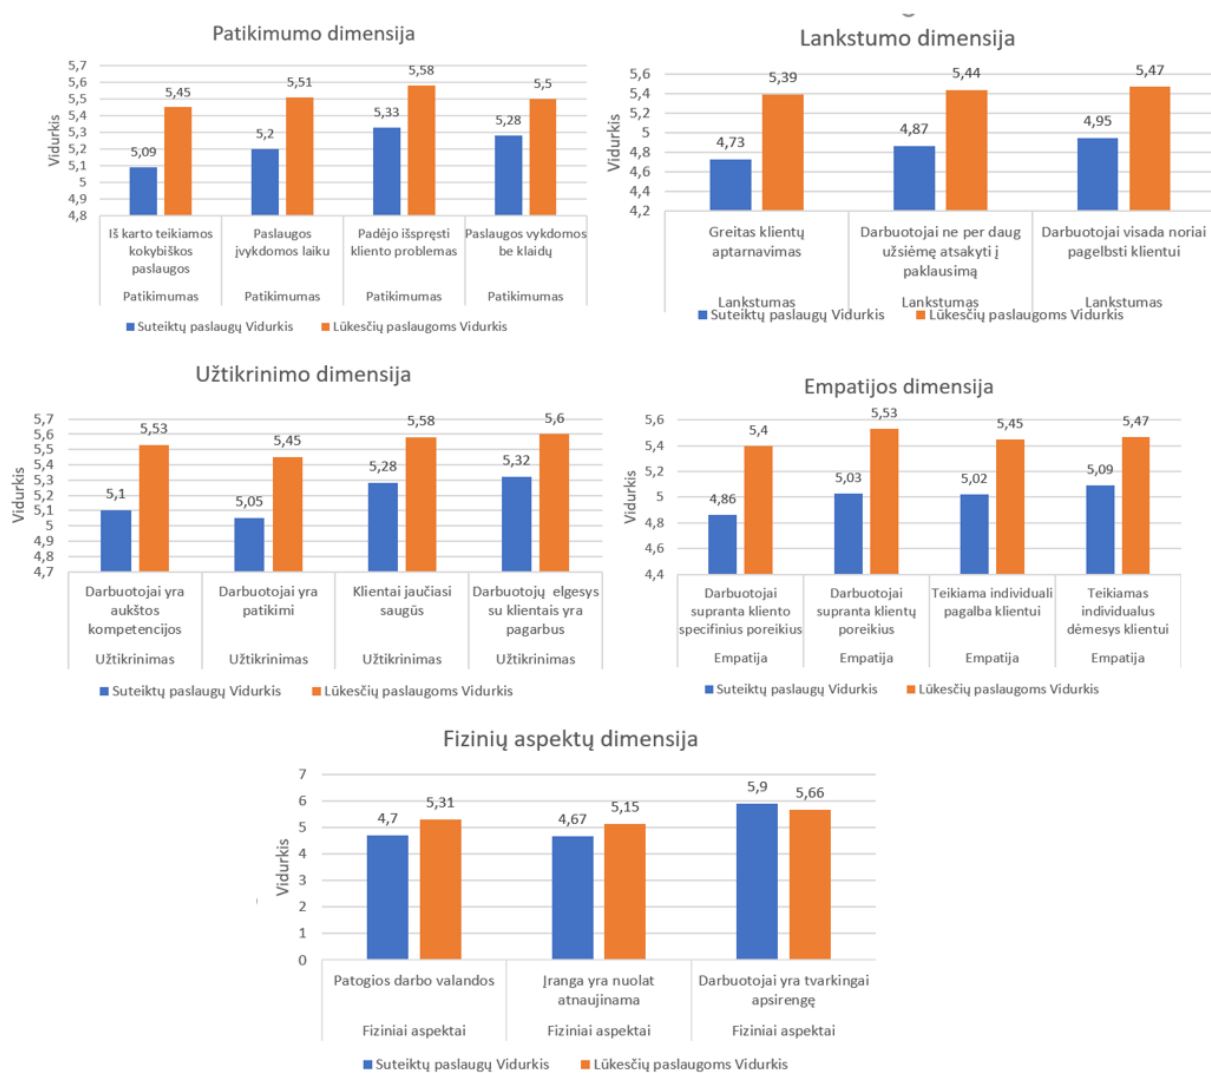 Patikimumo dimensija
5,7
5,6
5,5
5,4
5,3
5,2
5,1
5
4,9
4,8
Vidurkis
5,09
5,45
5,2
5,51
5,33
5,58
5,28
5,5
Iš karto teikiamos
kokybiškos
paslaugos
Paslaugos
įvykdomos laiku
Padėjo išspręsti
kliento problemas
Paslaugos vykdomos
be klaidų
Patikimumas
Patikimumas
Patikimumas
Patikimumas
Suteiktų paslaugų Vidurkis
Lūkesčių paslaugoms Vidurkis
Lankstumo dimensija
5,6
5,4
5,2
5
4,8
4,6
4,4
4,2
Vidurkis
4,73
5,39
4,87
5,44
4,95
5,47
Greitas klientų
aptarnavimas
Darbuotojai ne per daug
užsiėmę atsakyti į
paklausimą
Darbuotojai visada noriai
pagelbsti klientui
Lankstumas
Lankstumas
Lankstumas
Suteiktų paslaugų Vidurkis
Lūkesčių paslaugoms Vidurkis
Užtikrinimo dimensija
5,7
5,6
5,5
5,4
5,3
5,2
5,1
5
4,9
4,8
4,7
Vidurkis
5,1
5,53
5,05
5,45
5,28
5,58
5,32
5,6
Darbuotojai yra
aukštos
kompetencijos
Darbuotojai yra
patikimi
Klientai jaučiasi
saugūs
Darbuotojų elgesys
su klientais yra
pagarbus
Užtikrinimas
Užtikrinimas
Užtikrinimas
Užtikrinimas
Suteiktų paslaugų Vidurkis
Lūkesčių paslaugoms Vidurkis
Empatijos dimensija
5,6
5,4
5,2
5
4,8
4,6
4,4
Vidurkis
4,86
5,4
5,03
5,53
5,02
5,45
5,09
5,47
Darbuotojai
supranta kliento
specifinius poreikius
Darbuotojai
supranta klientų
poreikius
Teikiama individuali
pagalba klientui
Teikiamas
individualus
dėmesys klientui
Empatija
Empatija
Empatija
Empatija
Suteiktų paslaugų Vidurkis
Lūkesčių paslaugoms Vidurkis
Fizinių aspektų dimensija
7
6
5
4
3
2
1
0
Vidurkis
4,7
5,31
4,67
5,15
5,9
5,66
Patogios darbo valandos
Įranga yra nuolat
atnaujinama
Darbuotojai yra tvarkingai
apsirengę
Fiziniai aspektai
Fiziniai aspektai
Fiziniai aspektai
Suteiktų paslaugų Vidurkis
Lūkesčių paslaugoms Vidurkis